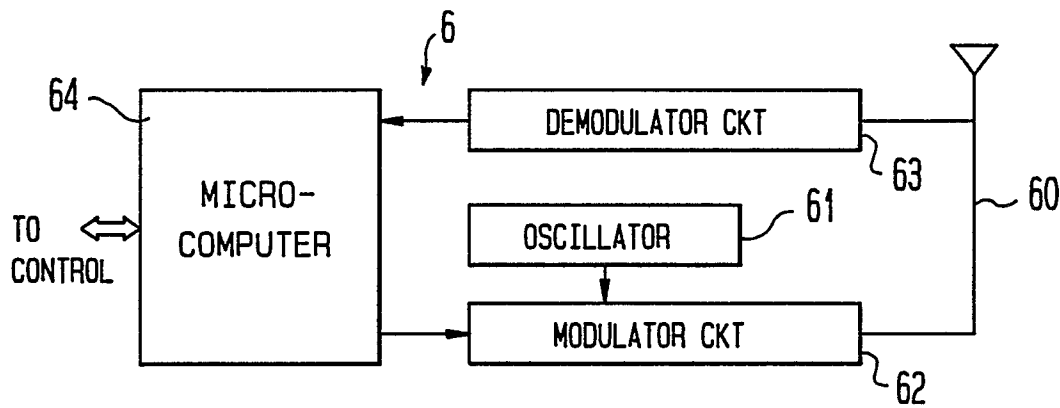 6
64
DEMODULATOR CKT
63
MICRO-
COMPUTER
61
60
OSCILLATOR
TO
CONTROL
MODULATOR CKT
62